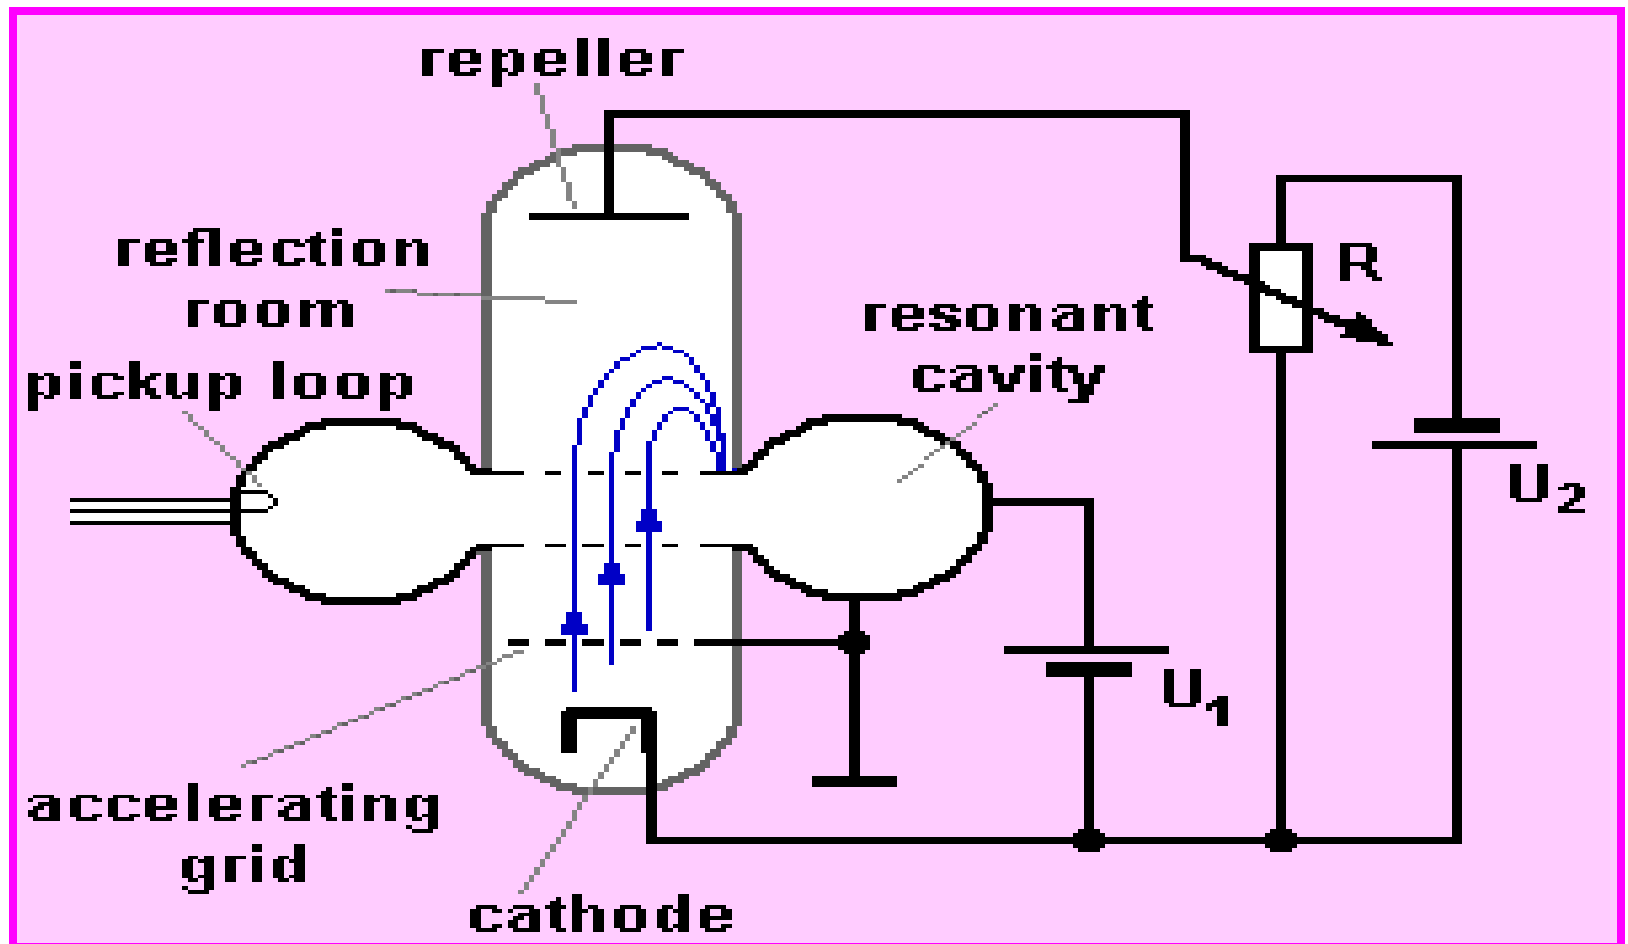 repeller
reflection
room
pickup loop
resonant
cavity
R
U2
U1
accelerating
grid
cathode